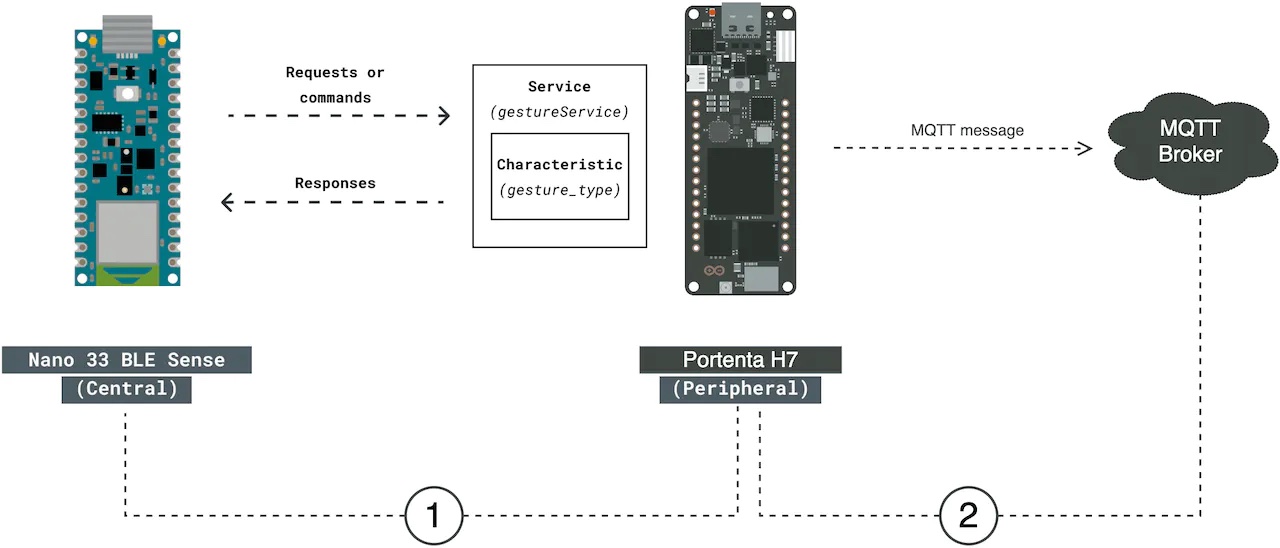 Requests or
commands
Responses
Service
(gestureService)
Characteristic
(gesture_type)
MQTT message
MQTT
Broker
Nano 33 BLE Sense
(Central)
Portenta H7
(Peripheral)
1
2